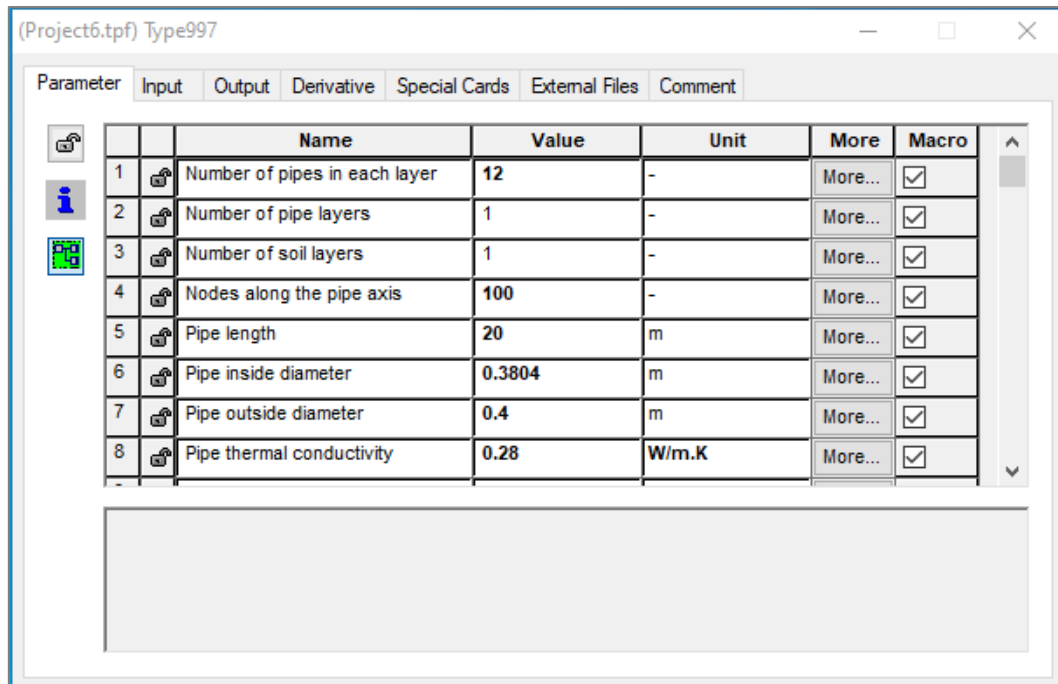 (Project6.tpf) Type997
Parameter Input Output Derivative Special Cards External Files Comment
Name Value Unit More Macro
1 Number of pipes in each layer 12 - More...
2 Number of pipe layers 1 - More...
3 Number of soil layers 1 - More...
4 Nodes along the pipe axis 100 - More...
5 Pipe length 20 m More...
6 Pipe inside diameter 0.3804 m More...
7 Pipe outside diameter 0.4 m More...
8 Pipe thermal conductivity 0.28 W/m.K More...